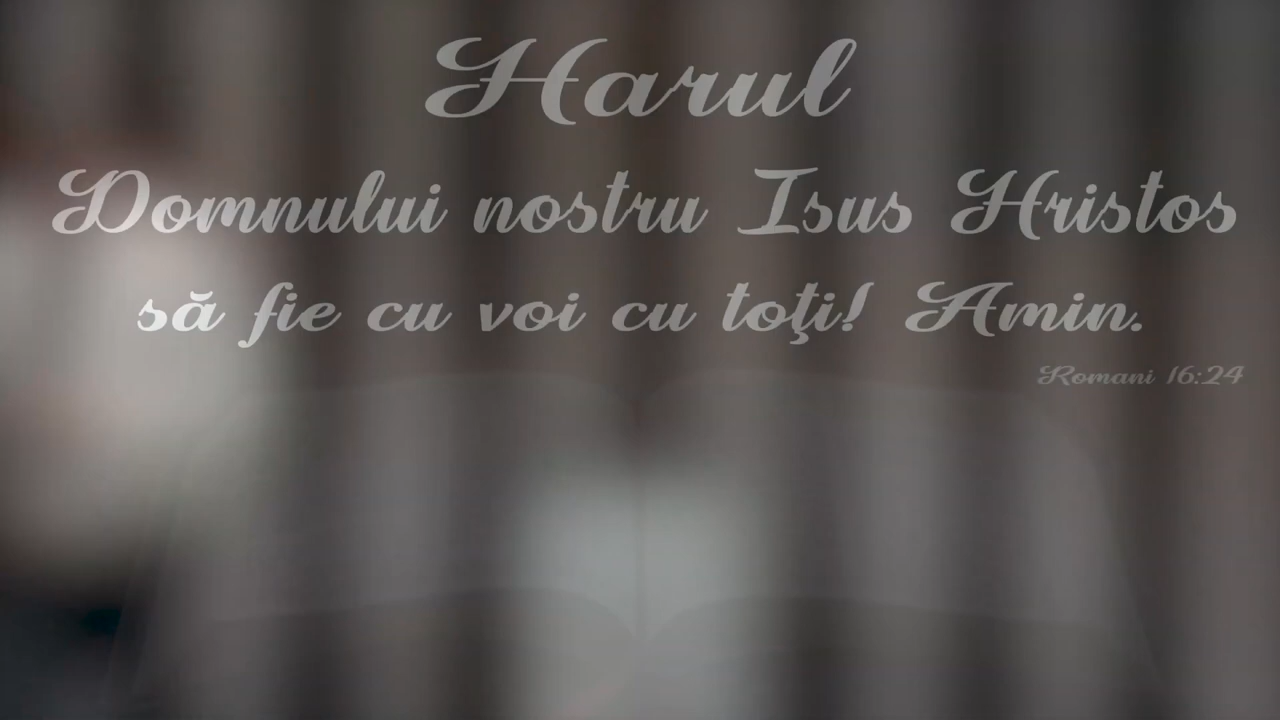 Harul
Domnului nostru Isus Hristos
să fie cu voi cu toţi! Amin.
Romani 16:24